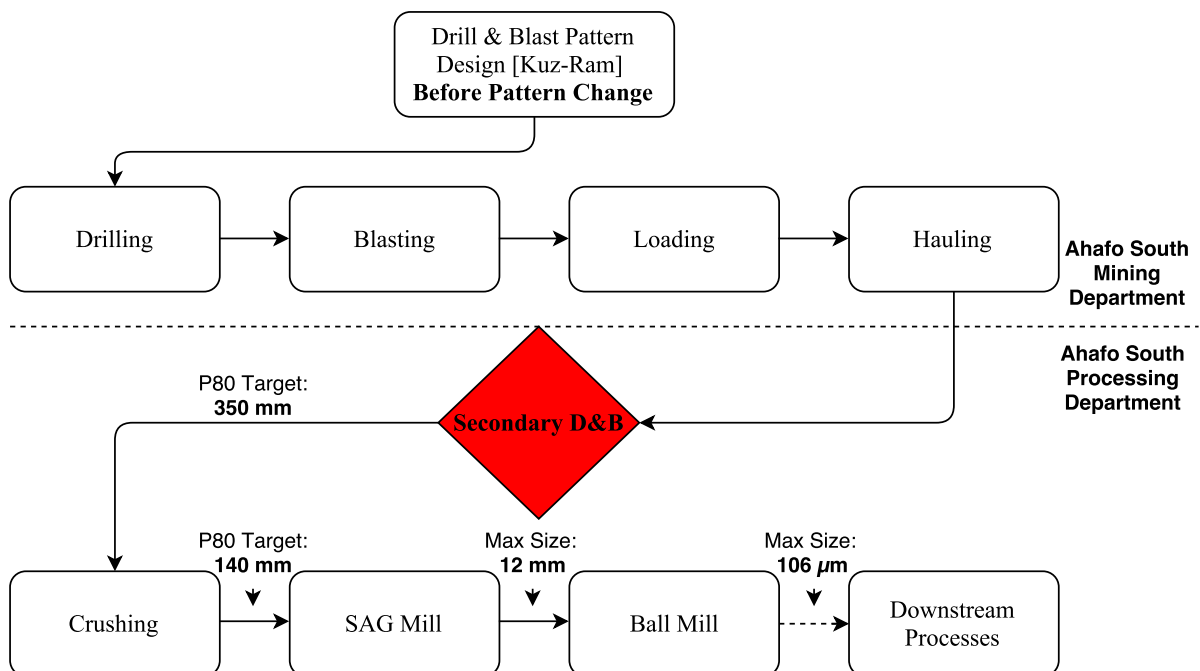 Drill & Blast Pattern
Design [Kuz-Ram]
Before Pattern Change
Drilling
Blasting
Loading
Hauling
Ahafo South
Mining
Department
Ahafo South
Processing
Department
P80 Target:
350 mm
Secondary D&B
P80 Target:
140 mm
Max Size:
12 mm
Max Size:
106 µm
Crushing
SAG Mill
Ball Mill
Downstream
Processes